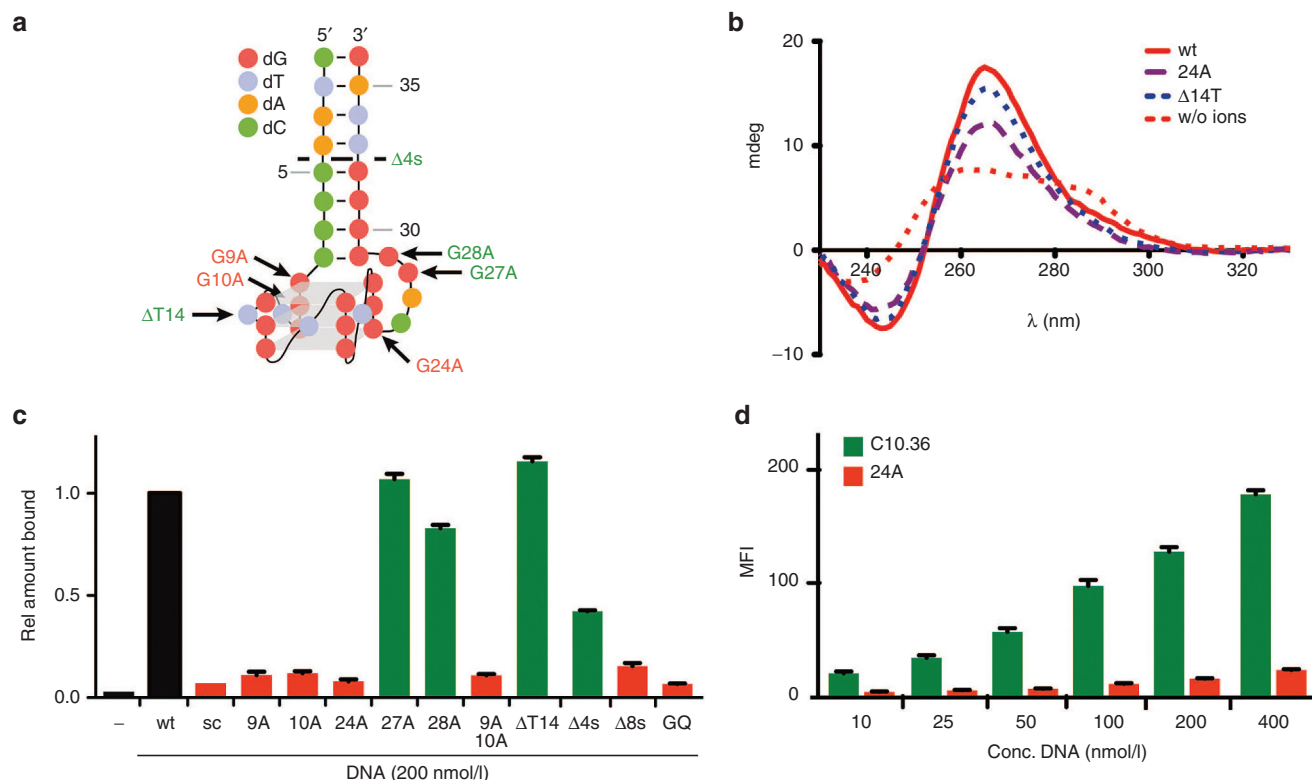 a
5′ 3′
dG
dT
dA
dC
35
Δ4s
5
30
G9A
G10A
G28A
G27A
ΔT14
G24A
b
20
10
0
−10
mdeg
240 260 280 300 320
λ (nm)
wt
24A
Δ14T
w/o ions
c
Rel amount bound
1.0
0.5
0.0
– wt sc 9A 10A 24A 27A 28A 9A 10A ΔT14 Δ4s Δ8s GQ
DNA (200 nmol/l)
d
C10.36
24A
MFI
200
100
0
10 25 50 100 200 400
Conc. DNA (nmol/l)